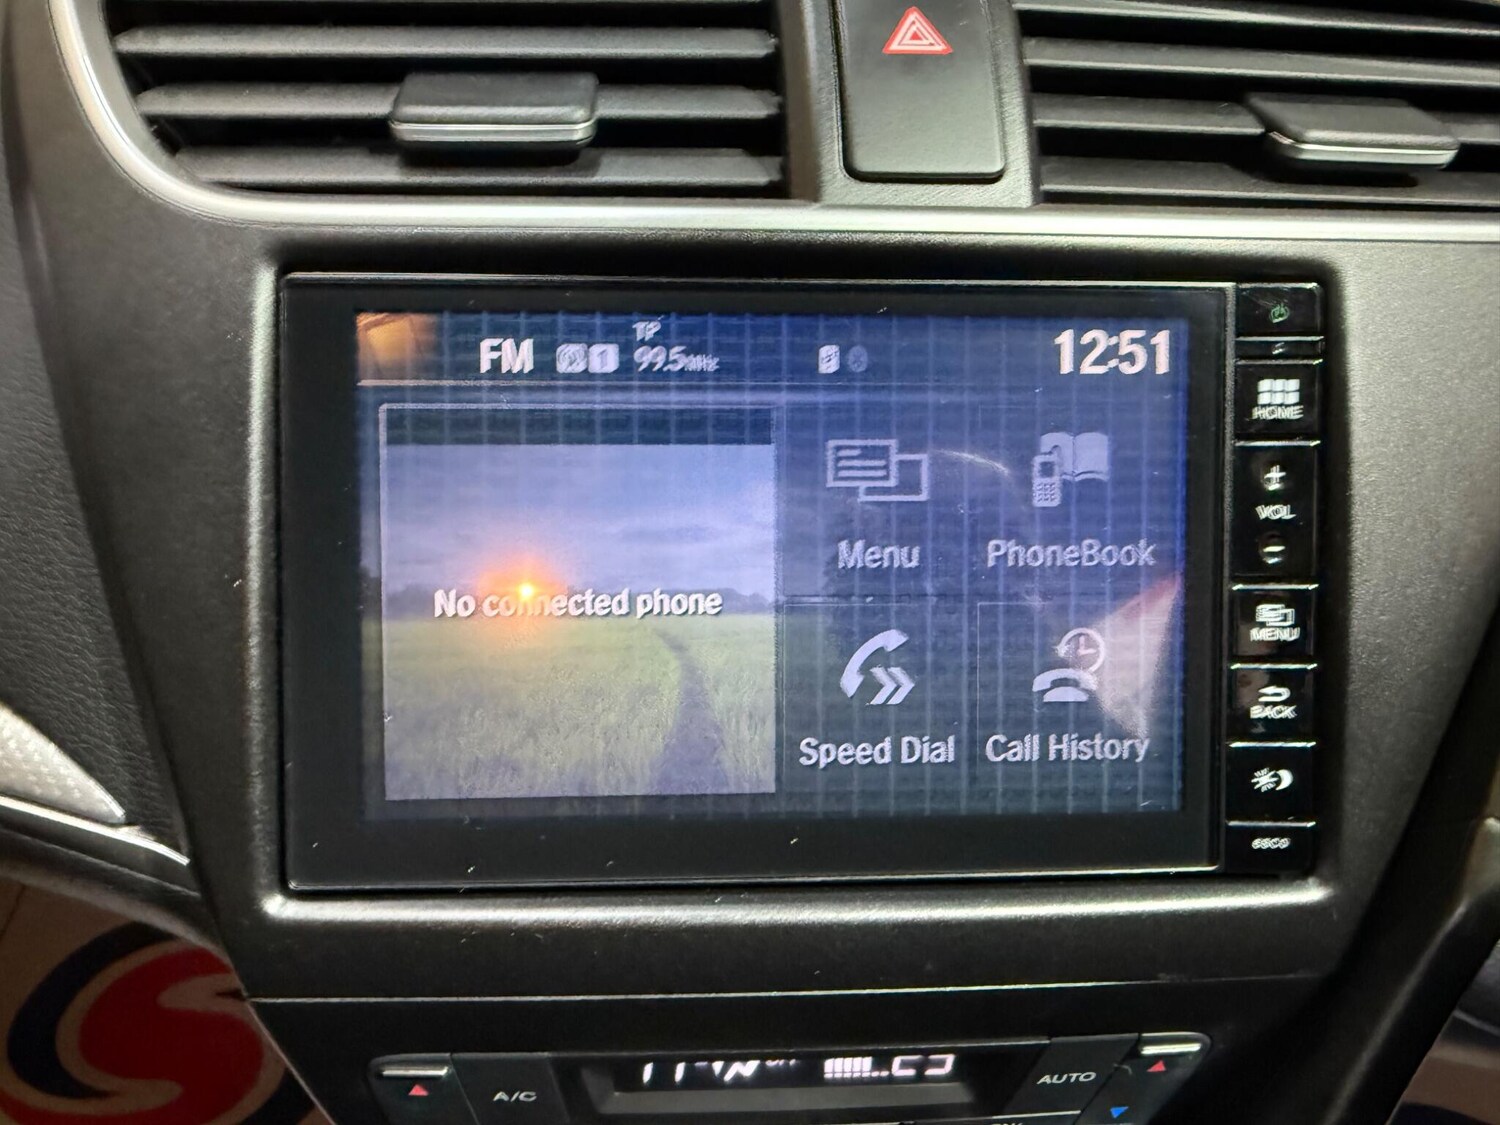 TP
FM 1 99.5MHz 12:51
HOME
Menu PhoneBook
VOL
No connected phone
MENU
BACK
Speed Dial Call History
A/C AUTO